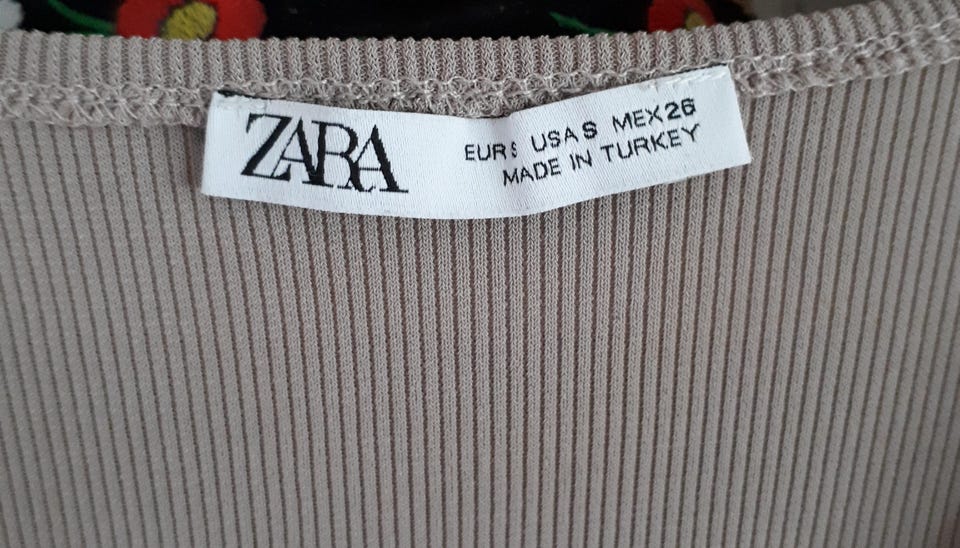 ZARA
EUR S USA S MEX 26
MADE IN TURKEY